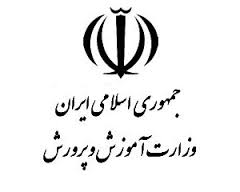 جمهوری اسلامی ایران
وزارت آموزش و پرورش